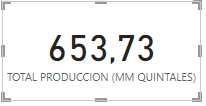 653,73
TOTAL PRODUCCION (MM QUINTALES)